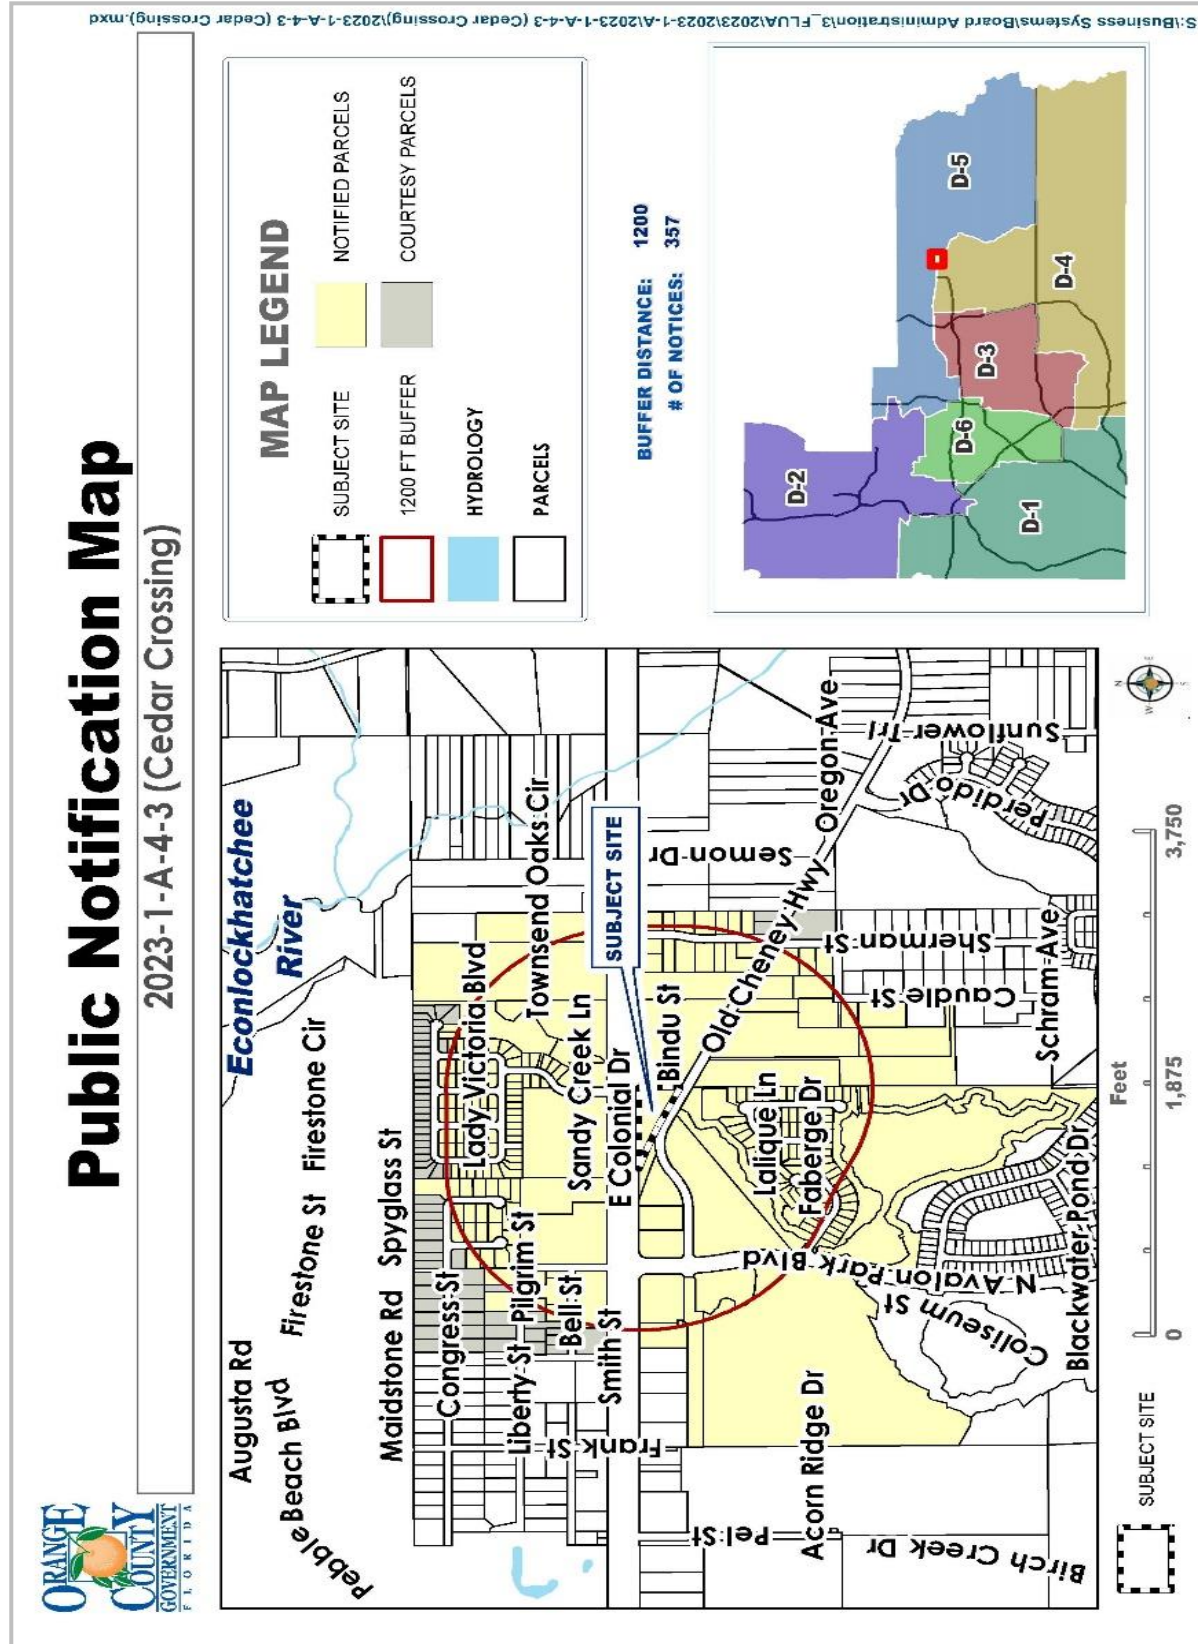 ORANGE
COUNTY
GOVERNMENT
FLORIDA
Public Notification Map
2023-1-A-4-3 (Cedar Crossing)
Augusta Rd
Pebble Beach Blvd
Firestone St
Firestone Cir
Econlockhatchee
River
Maidstone Rd
Spyglass St
Congress St
Lady Victoria Blvd
Liberty St
Pilgrim St
Townsend Oaks Cir
Bell St
Sandy Creek Ln
Smith St
E Colonial Dr
SUBJECT SITE
Frank St
Bindu St
Semon Dr
Old Cheney Hwy
Oregon Ave
Pel St
Acorn Ridge Dr
N Avalon Park Blvd
Lalique Ln
Faberge Dr
Sherman St
Birch Creek Dr
Coliseum St
Caudle St
Perdido Dr
Sunflower Trl
Blackwater Pond Dr
Schram Ave
SUBJECT SITE
0
1,875
3,750
Feet
N
W
E
S
MAP LEGEND
SUBJECT SITE
NOTIFIED PARCELS
1200 FT BUFFER
COURTESY PARCELS
HYDROLOGY
PARCELS
BUFFER DISTANCE: 1200
# OF NOTICES: 357
D-2
D-5
D-6
D-3
D-1
D-4
S:\Business Systems\Board Administration\3_FLUA\2023\2023-1-A\2023-1-A-4-3 (Cedar Crossing)\2023-1-A-4-3 (Cedar Crossing).mxd